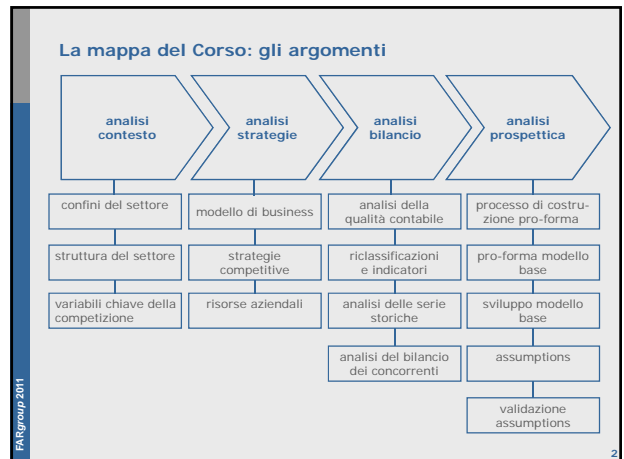 La mappa del Corso: gli argomenti
analisi
contesto
analisi
strategie
analisi
bilancio
analisi
prospettica
confini del settore
struttura del settore
variabili chiave della
competizione
modello di business
strategie
competitive
risorse aziendali
analisi della
qualità contabile
riclassificazioni
e indicatori
analisi delle serie
storiche
analisi del bilancio
dei concorrenti
processo di costru-
zione pro-forma
pro-forma modello
base
sviluppo modello
base
assumptions
validazione
assumptions
FARgroup 2011
2